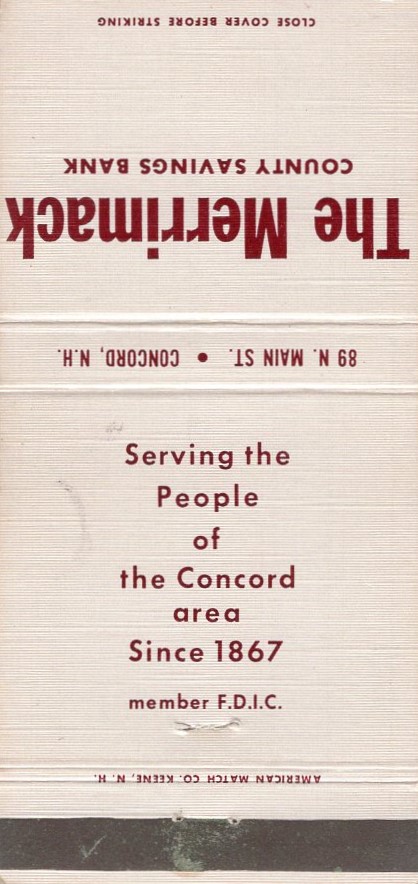 CLOSE COVER BEFORE STRIKING
The Merrimack
COUNTY SAVINGS BANK
89 N. MAIN ST. • CONCORD, N.H.
Serving the
People
of
the Concord
area
Since 1867
member F.D.I.C.
AMERICAN MATCH CO. KEENE, N. H.